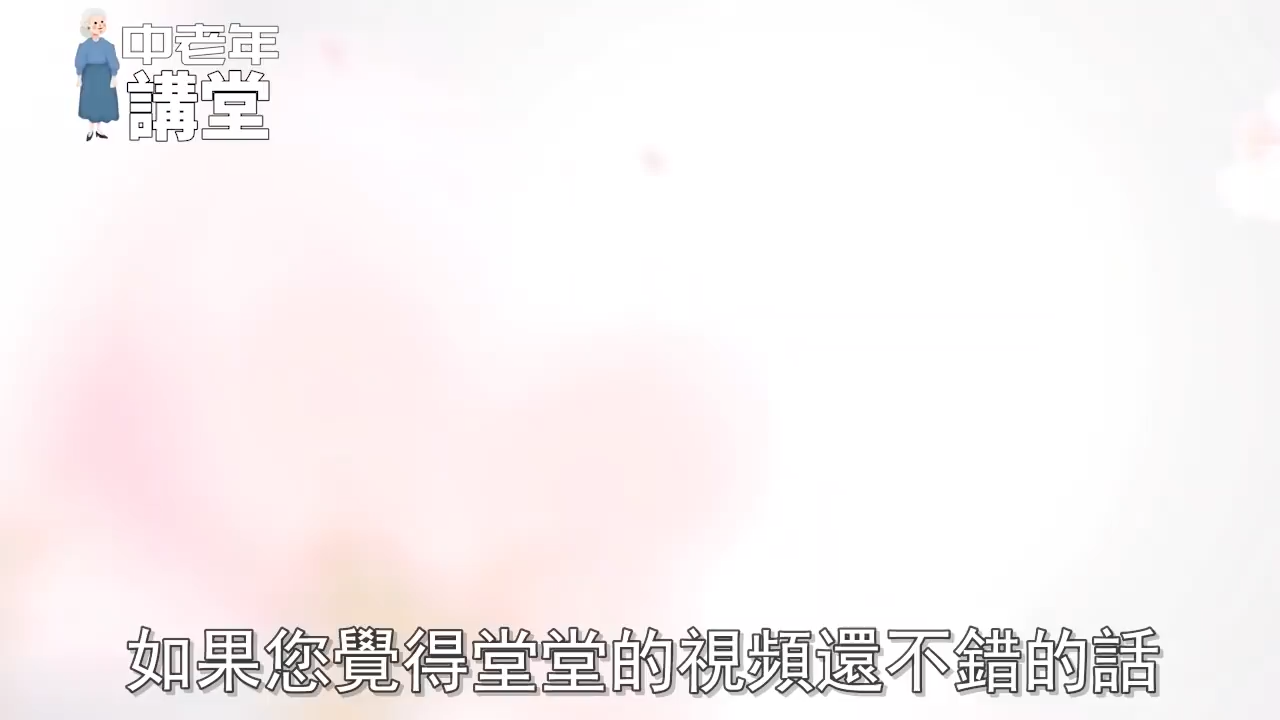 中老年
講堂
如果您覺得堂堂的視頻還不錯的話